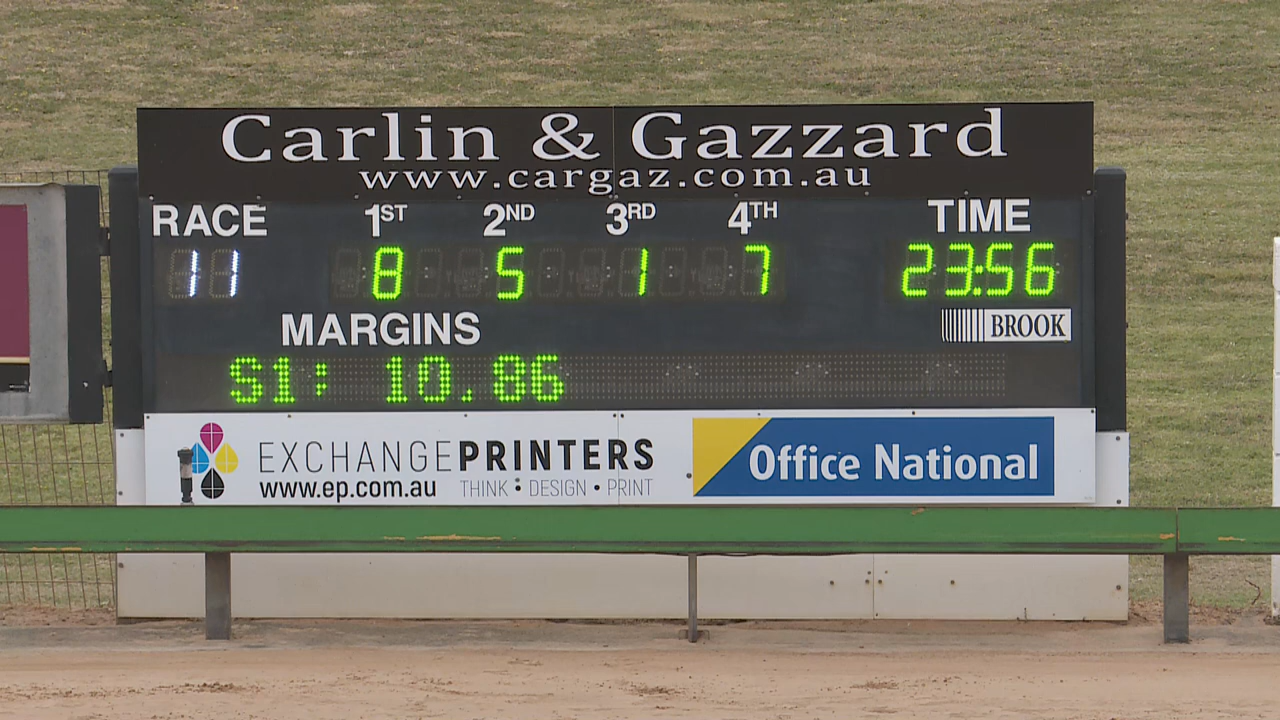 Carlin & Gazzard
www.cargaz.com.au
RACE 1ST 2ND 3RD 4TH TIME
11 8 5 1 7 23:56
MARGINS BROOK
S1: 10.86
EXCHANGEPRINTERS
www.ep.com.au THINK • DESIGN • PRINT
Office National